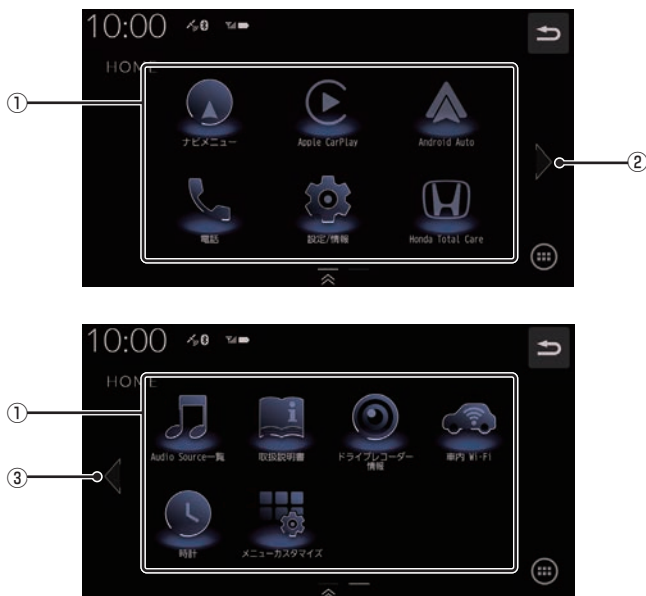 10:00
HOME
①
②
ナビメニュー
Apple CarPlay
Android Auto
電話
設定/情報
Honda Total Care
10:00
HOME
①
③
Audio Source一覧
取扱説明書
ドライブレコーダー
情報
車内 Wi-Fi
時計
メニューカスタマイズ